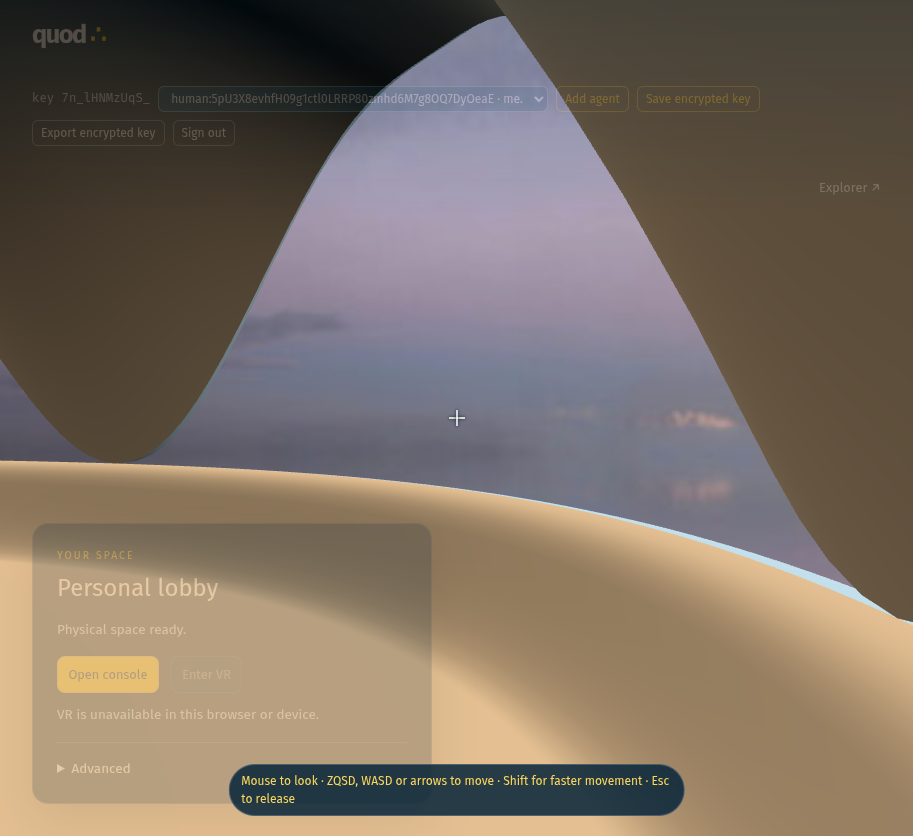 quod
key 7n_lHNMzUqS_ human:5pU3X8evhfH09g1ctl0LRRP80zmhd6M7g8OQ7DyOeaE · me. Add agent Save encrypted key
Export encrypted key Sign out
Explorer ↗
YOUR SPACE
Personal lobby
Physical space ready.
Open console Enter VR
VR is unavailable in this browser or device.
▶ Advanced
Mouse to look · ZQSD, WASD or arrows to move · Shift for faster movement · Esc
to release